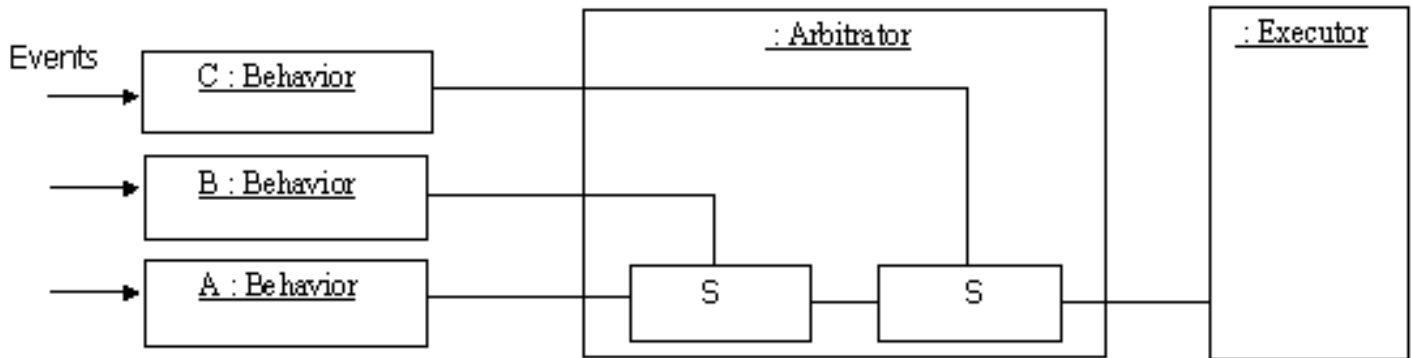 Events
C : Behavior
B : Behavior
A : Behavior
: Arbitrator
S
S
: Executor